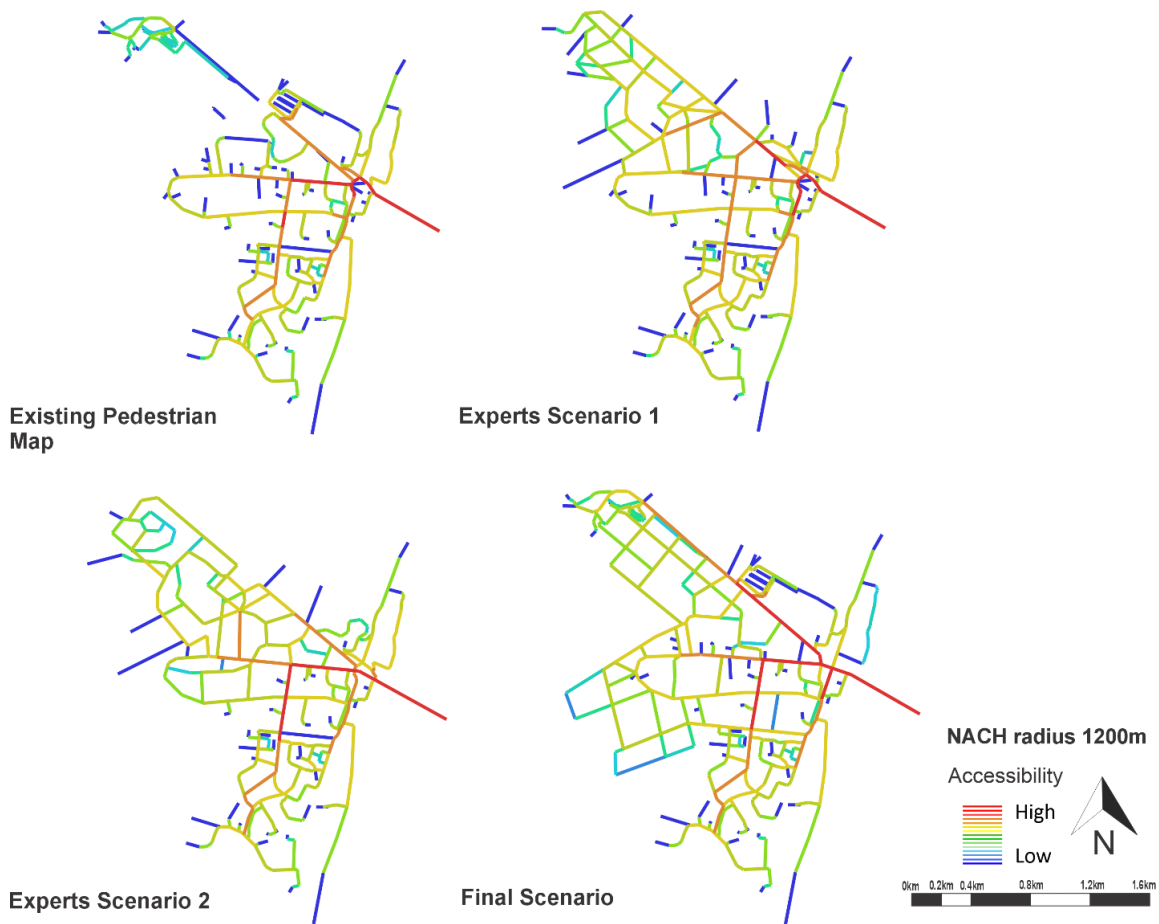 Existing Pedestrian
Map
Experts Scenario 1
Experts Scenario 2
Final Scenario
NACH radius 1200m
Accessibility
High
Low
N
0km 0.2km 0.4km 0.8km 1.2km 1.6km